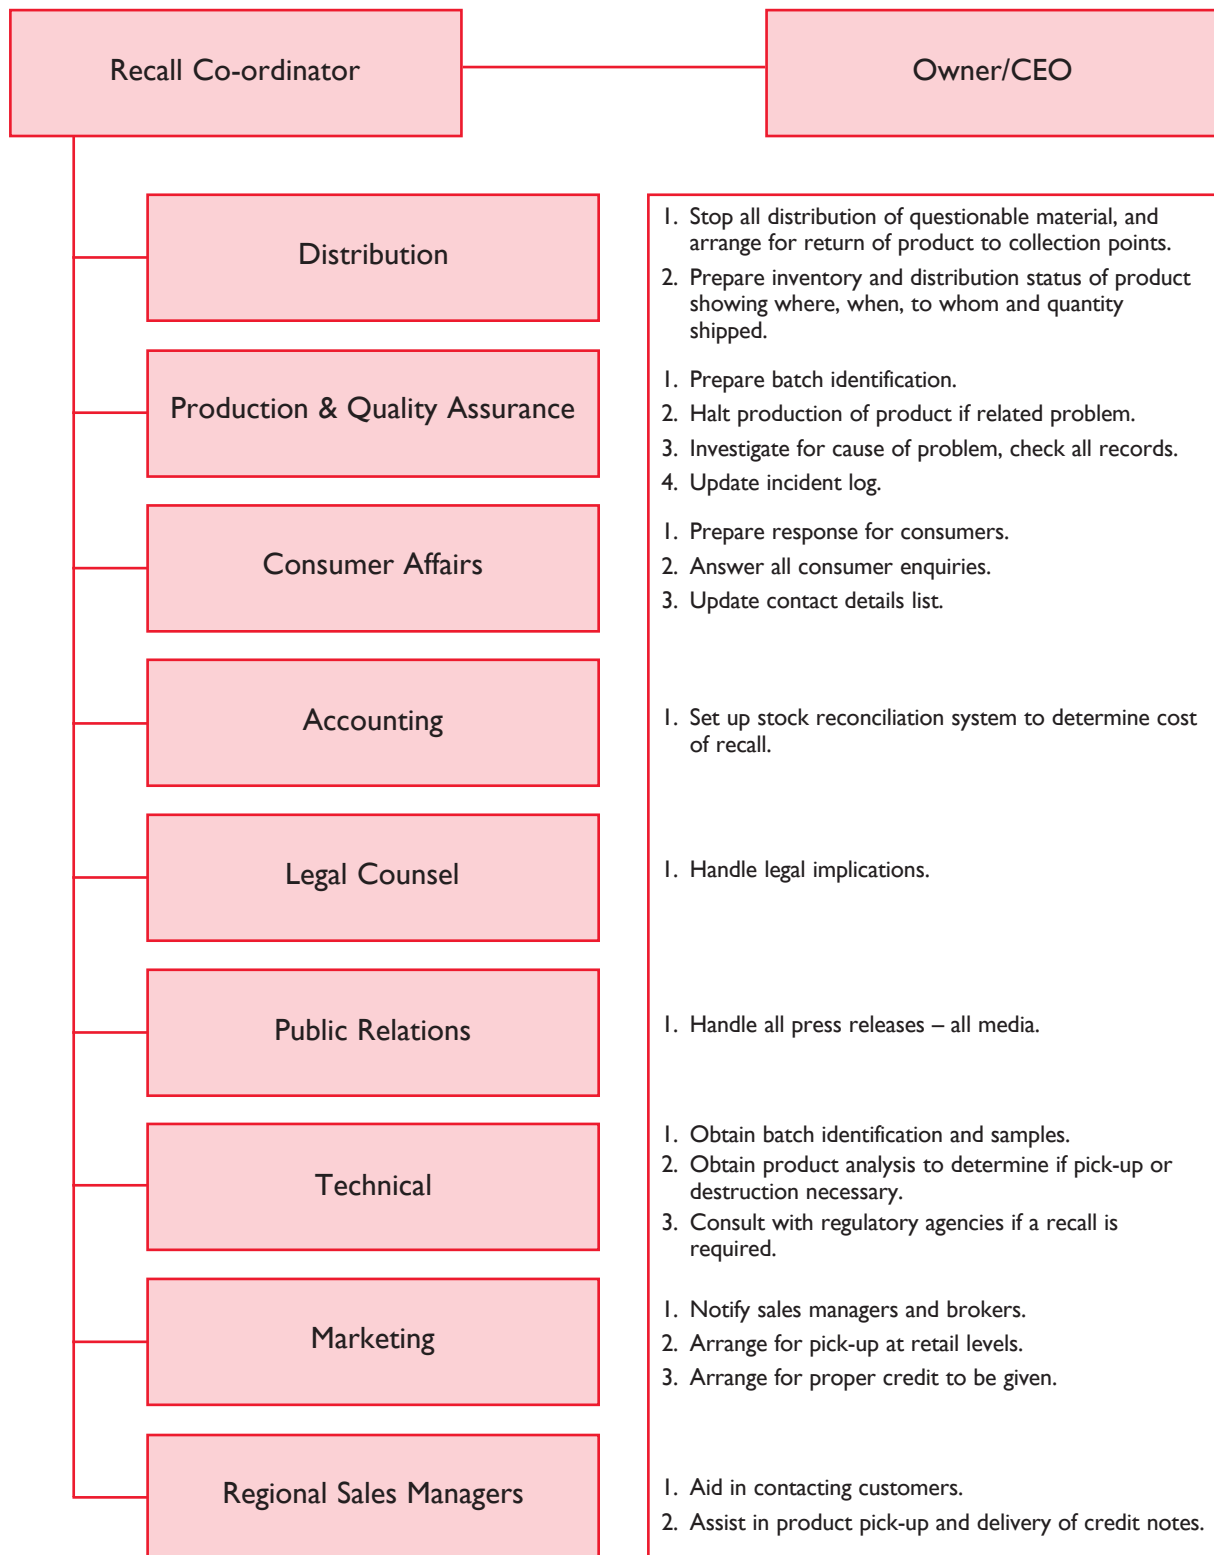 Recall Co-ordinator
Owner/CEO
Distribution
1. Stop all distribution of questionable material, and
arrange for return of product to collection points.
2. Prepare inventory and distribution status of product
showing where, when, to whom and quantity
shipped.
Production & Quality Assurance
1. Prepare batch identification.
2. Halt production of product if related problem.
3. Investigate for cause of problem, check all records.
4. Update incident log.
Consumer Affairs
1. Prepare response for consumers.
2. Answer all consumer enquiries.
3. Update contact details list.
Accounting
1. Set up stock reconciliation system to determine cost
of recall.
Legal Counsel
1. Handle legal implications.
Public Relations
1. Handle all press releases – all media.
Technical
1. Obtain batch identification and samples.
2. Obtain product analysis to determine if pick-up or
destruction necessary.
3. Consult with regulatory agencies if a recall is
required.
Marketing
1. Notify sales managers and brokers.
2. Arrange for pick-up at retail levels.
3. Arrange for proper credit to be given.
Regional Sales Managers
1. Aid in contacting customers.
2. Assist in product pick-up and delivery of credit notes.